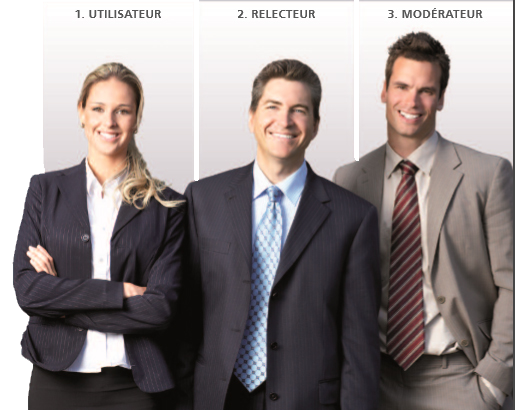 1. UTILISATEUR 2. RELECTEUR 3. MODÉRATEUR